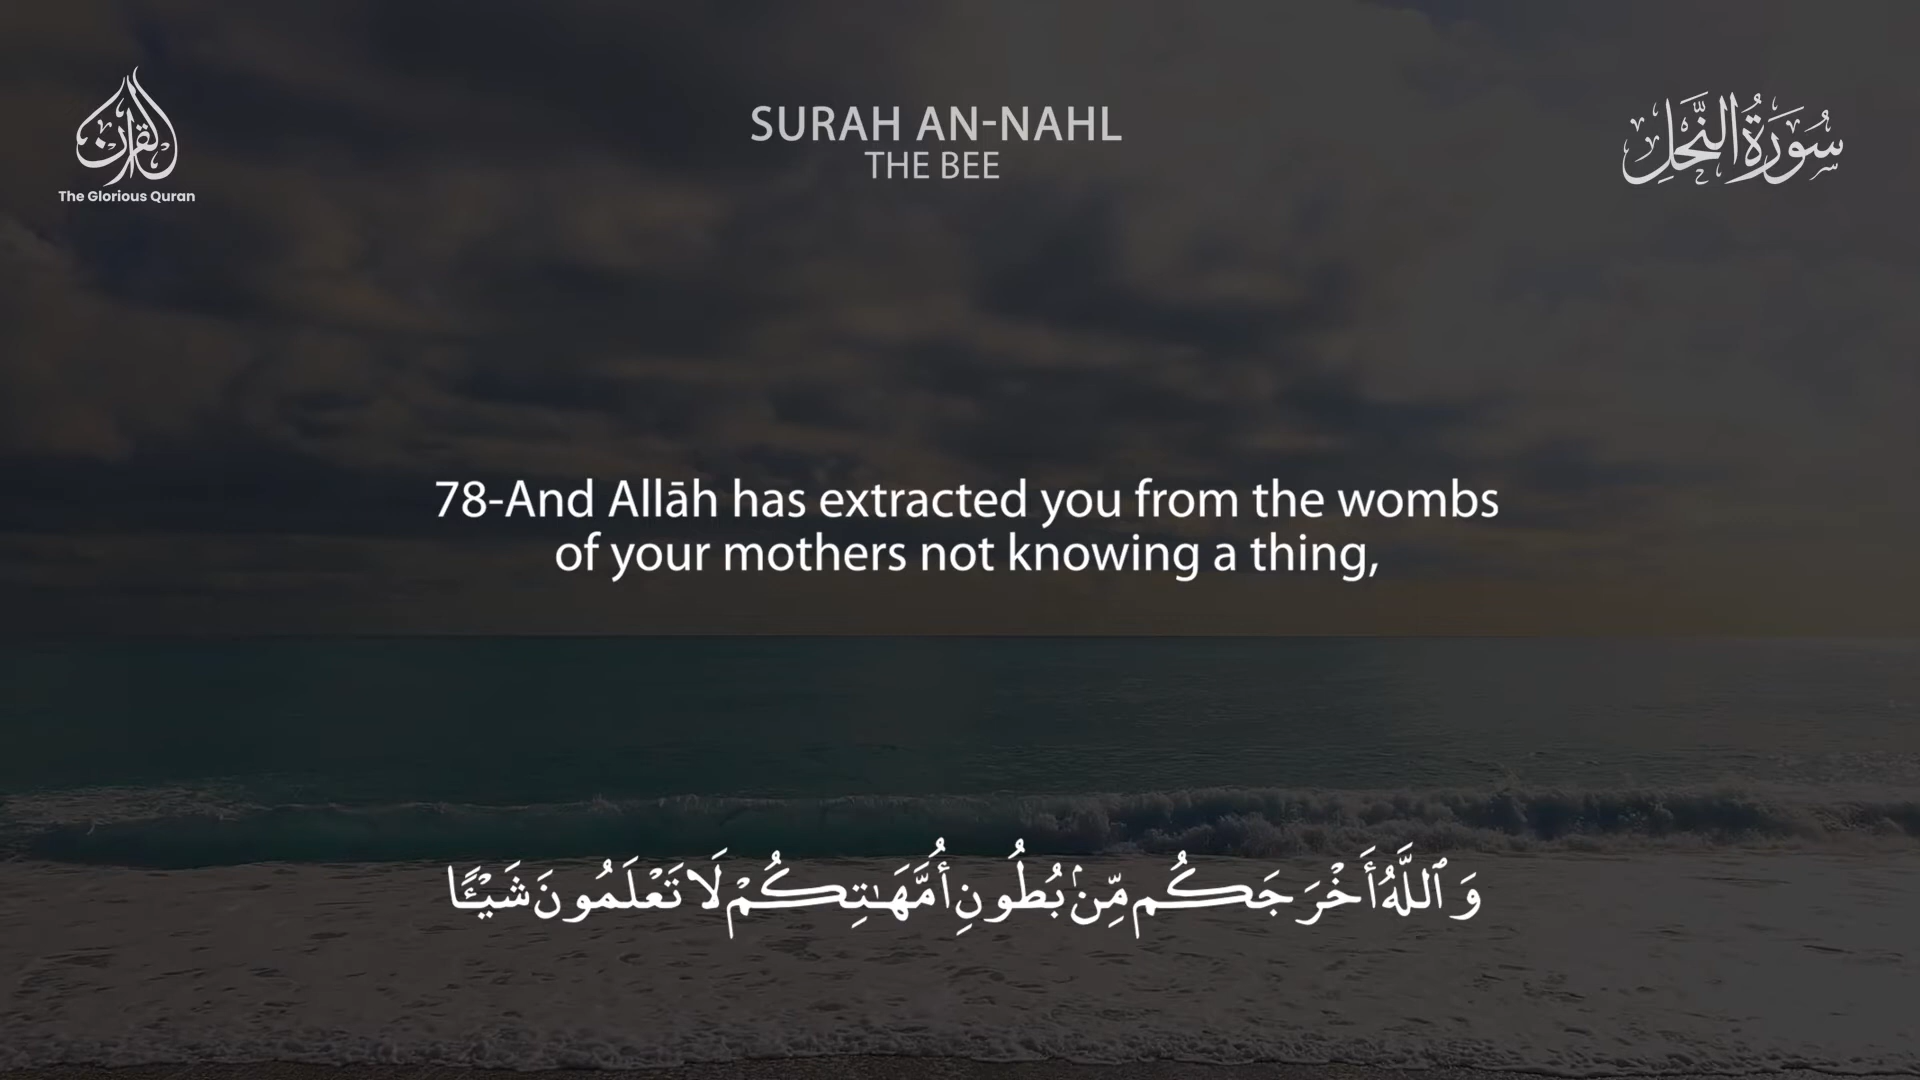 القرآن
The Glorious Quran
SURAH AN-NAHL
THE BEE
سُورَةُ النَّحْلِ
78-And Allāh has extracted you from the wombs
of your mothers not knowing a thing,
وَٱللَّهُ أَخْرَجَكُم مِّنۢ بُطُونِ أُمَّهَـٰتِكُمْ لَا تَعْلَمُونَ شَيْـًٔا